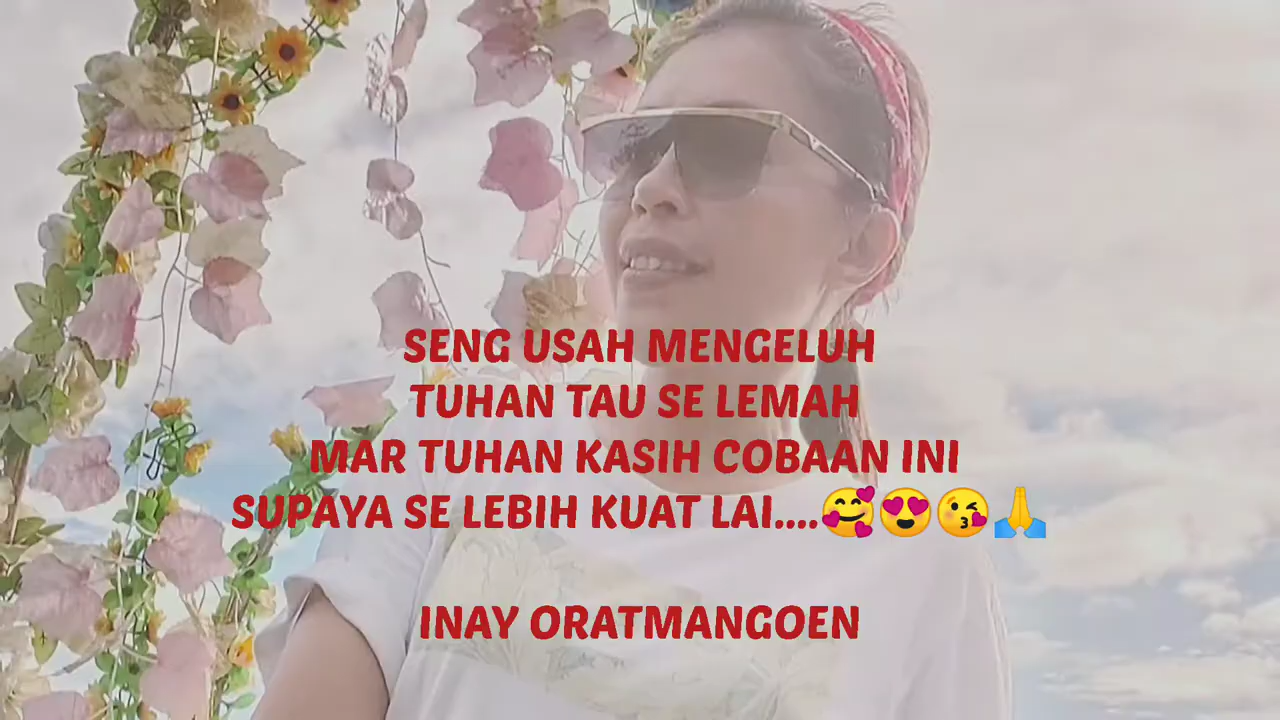 SENG USAH MENGELUH
TUHAN TAU SE LEMAH
MAR TUHAN KASIH COBAAN INI
SUPAYA SE LEBIH KUAT LAI....🥰😍😘🙏
INAY ORATMANGOEN